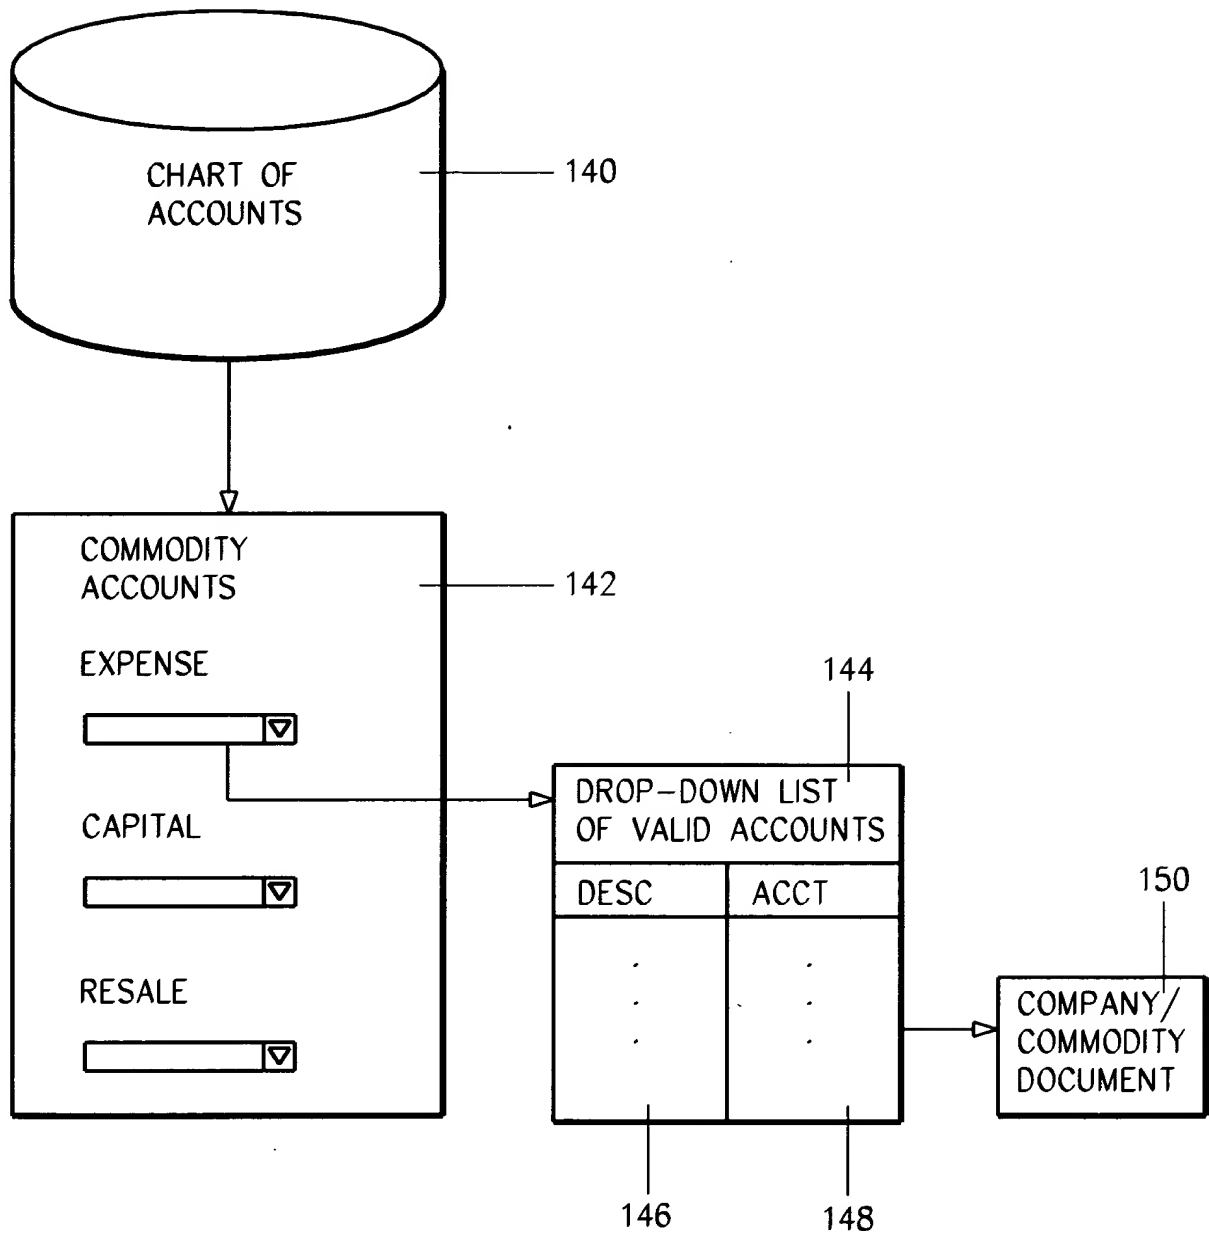 CHART OF
ACCOUNTS
140
COMMODITY
ACCOUNTS
142
EXPENSE
CAPITAL
RESALE
144
DROP-DOWN LIST
OF VALID ACCOUNTS
DESC ACCT
146
148
150
COMPANY/
COMMODITY
DOCUMENT